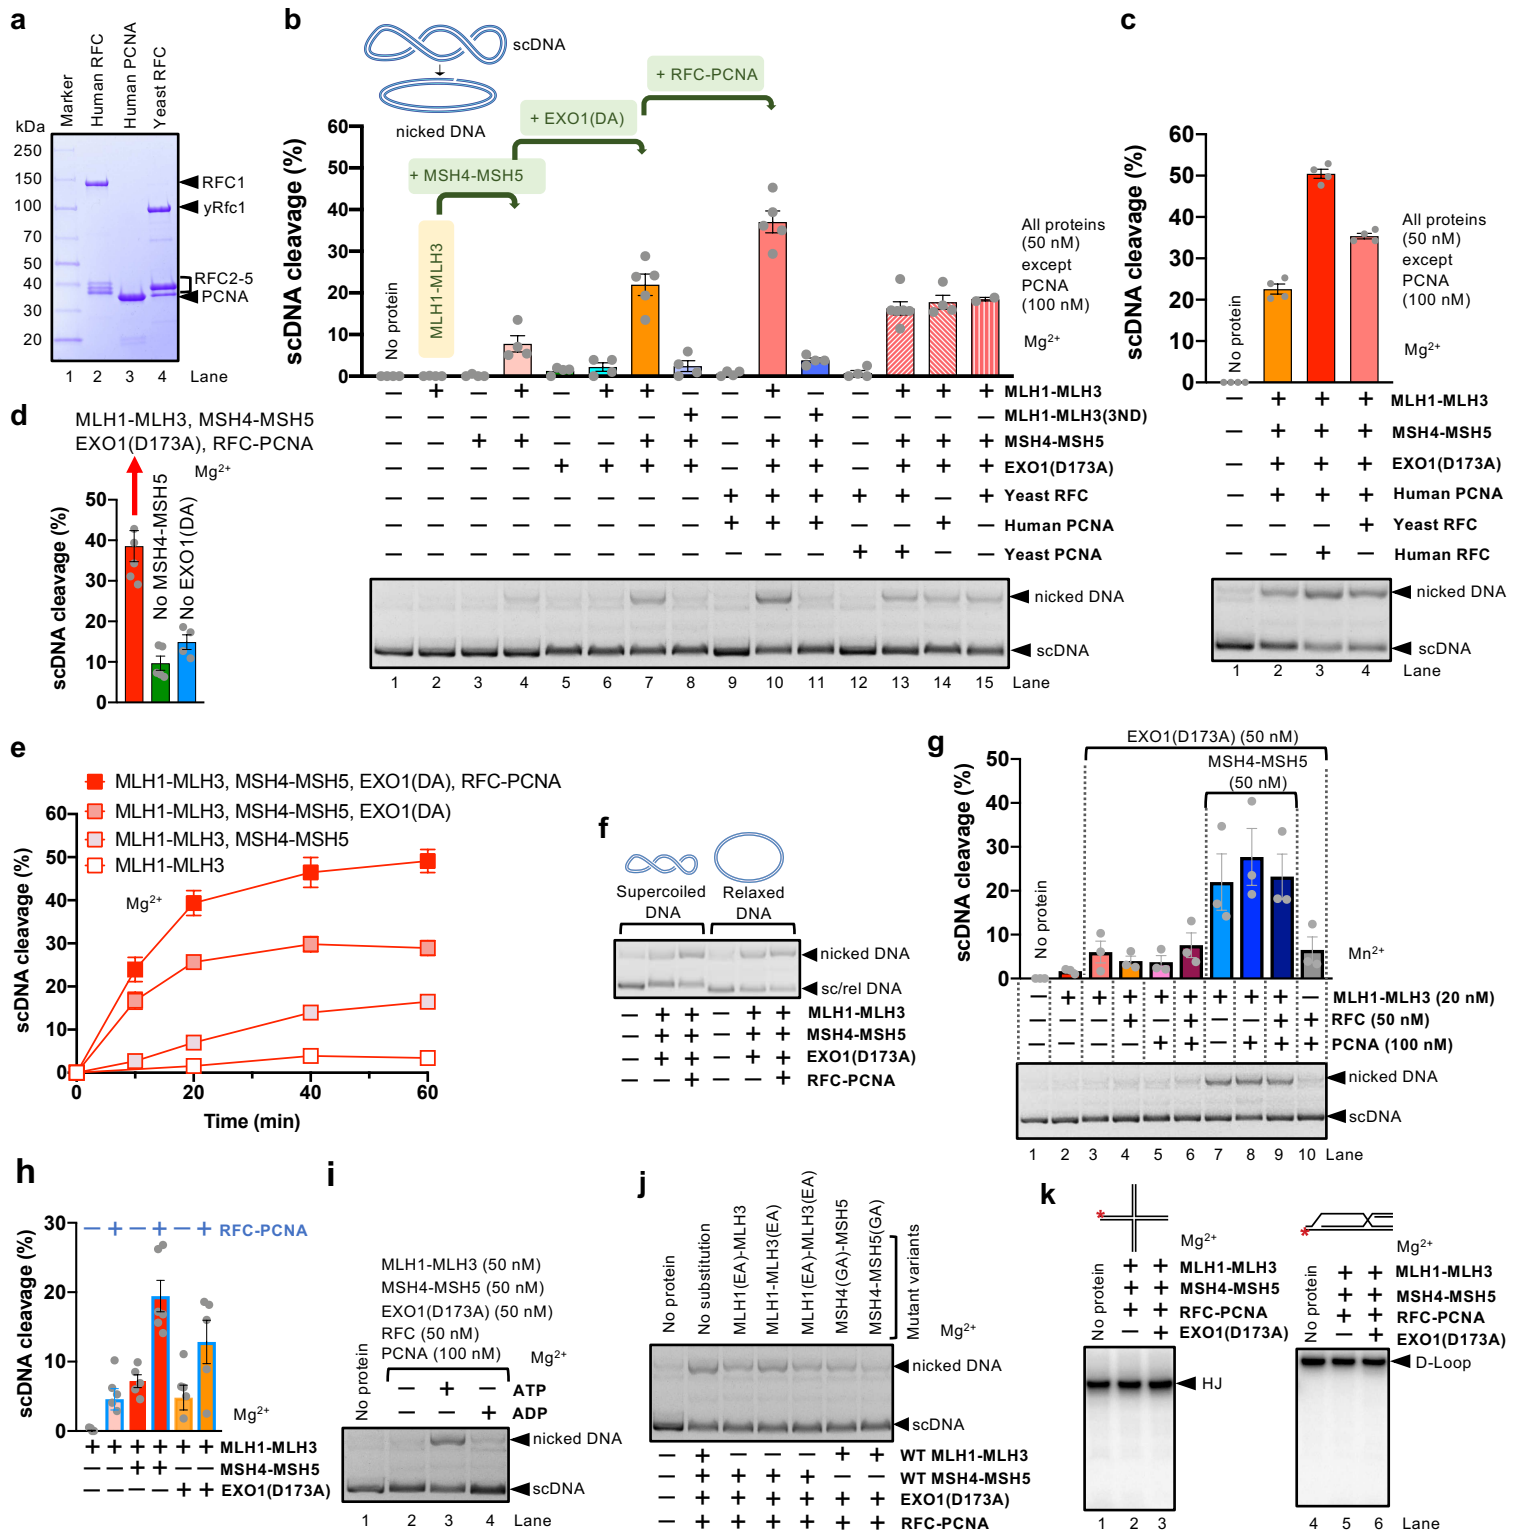 a
Marker
Human RFC
Human PCNA
Yeast RFC
kDa
250
150
100
70
50
40
30
20
RFC1
yRfc1
RFC2-5
PCNA
1 2 3 4 Lane
b
scDNA
nicked DNA
+ RFC-PCNA
+ EXO1(DA)
+ MSH4-MSH5
MLH1-MLH3
No protein
scDNA cleavage (%)
60
50
40
30
20
10
0
All proteins
(50 nM)
except
PCNA
(100 nM)
Mg2+
— + — + — + + — — + — — + + + MLH1-MLH3
— — — — — — — + — — + — — — — MLH1-MLH3(3ND)
— — + + — — + + — + + — + + + MSH4-MSH5
— — — — + + + + — + + — + + + EXO1(D173A)
— — — — — — — — + + + + + — + Yeast RFC
— — — — — — — — + + + — — + — Human PCNA
— — — — — — — — — — — + + — — Yeast PCNA
nicked DNA
scDNA
1 2 3 4 5 6 7 8 9 10 11 12 13 14 15 Lane
c
scDNA cleavage (%)
60
50
40
30
20
10
0
No protein
All proteins
(50 nM)
except
PCNA
(100 nM)
Mg2+
— + + + MLH1-MLH3
— + + + MSH4-MSH5
— + + + EXO1(D173A)
— + + + Human PCNA
— — — + Yeast RFC
— — + — Human RFC
nicked DNA
scDNA
1 2 3 4 Lane
d
MLH1-MLH3, MSH4-MSH5
EXO1(D173A), RFC-PCNA
Mg2+
No MSH4-MSH5
No EXO1(DA)
scDNA cleavage (%)
50
40
30
20
10
0
e
MLH1-MLH3, MSH4-MSH5, EXO1(DA), RFC-PCNA
MLH1-MLH3, MSH4-MSH5, EXO1(DA)
MLH1-MLH3, MSH4-MSH5
MLH1-MLH3
Mg2+
scDNA cleavage (%)
60
50
40
30
20
10
0
0 20 40 60
Time (min)
f
Supercoiled
DNA
Relaxed
DNA
nicked DNA
sc/rel DNA
— + + — + + MLH1-MLH3
— + + — + + MSH4-MSH5
— + + — + + EXO1(D173A)
— — + — — + RFC-PCNA
g
EXO1(D173A) (50 nM)
MSH4-MSH5
(50 nM)
No protein
scDNA cleavage (%)
50
40
30
20
10
0
Mn2+
— + + + + + + + + — MLH1-MLH3 (20 nM)
— — — + — + — — + + RFC (50 nM)
— — — — + + — + + + PCNA (100 nM)
nicked DNA
scDNA
1 2 3 4 5 6 7 8 9 10 Lane
h
scDNA cleavage (%)
30
20
10
0
— + — + — + RFC-PCNA
Mg2+
+ + + + + + MLH1-MLH3
— — + + — — MSH4-MSH5
— — — — + + EXO1(D173A)
i
MLH1-MLH3 (50 nM)
MSH4-MSH5 (50 nM)
EXO1(D173A) (50 nM)
RFC (50 nM)
PCNA (100 nM)
Mg2+
No protein
— + — ATP
— — + ADP
nicked DNA
scDNA
1 2 3 4 Lane
j
No protein
No substitution
MLH1(EA)-MLH3
MLH1-MLH3(EA)
MLH1(EA)-MLH3(EA)
MSH4(GA)-MSH5
MSH4-MSH5(GA)
Mutant variants
Mg2+
nicked DNA
scDNA
— + — — — + + WT MLH1-MLH3
— + + + + — — WT MSH4-MSH5
— + + + + + + EXO1(D173A)
— + + + + + + RFC-PCNA
k
*
Mg2+
No protein
+ + MLH1-MLH3
+ + MSH4-MSH5
+ + RFC-PCNA
— + EXO1(D173A)
HJ
1 2 3
*
Mg2+
No protein
+ + MLH1-MLH3
+ + MSH4-MSH5
+ + RFC-PCNA
— + EXO1(D173A)
D-Loop
4 5 6 Lane